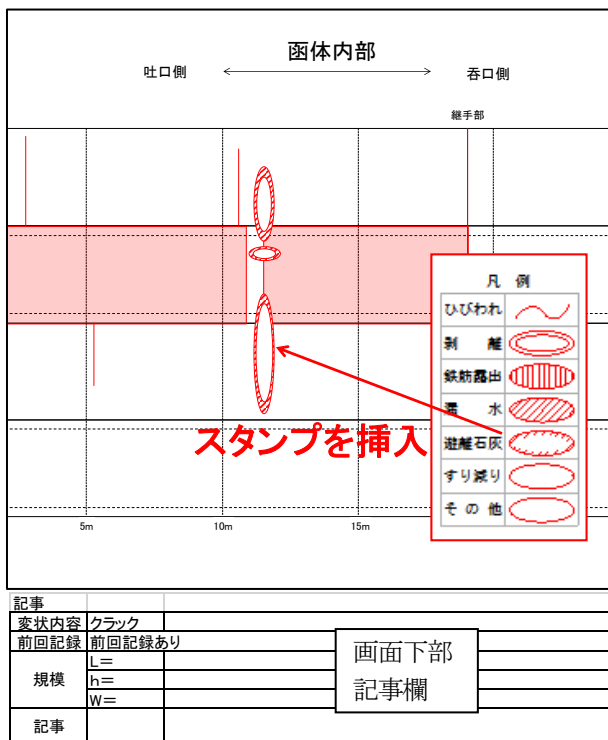 函体内部
吐口側
呑口側
継手部
凡 例
ひびわれ
剥 離
鉄筋露出
漏 水
遊離石灰
すり減り
その他
スタンプを挿入
5m
10m
15m
記事
変状内容 クラック
前回記録 前回記録あり
規模
L=
h=
W=
記事
画面下部
記事欄